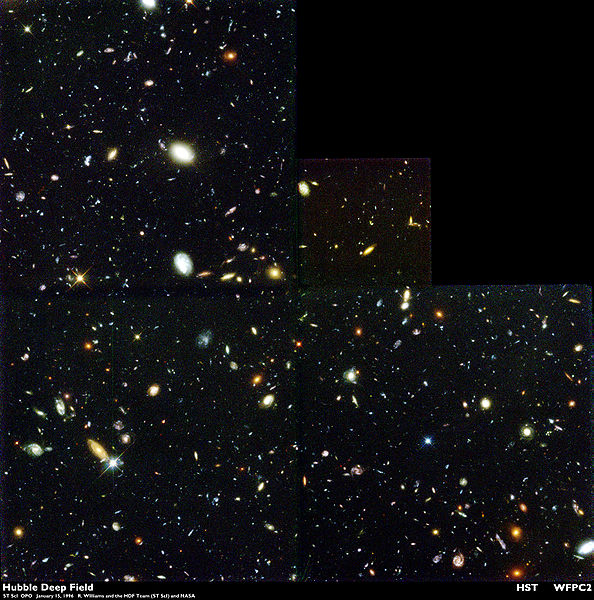 Hubble Deep Field
HST WFPC2
ST ScI OPO January 15, 1996 R. Williams and the HDF Team (ST ScI) and NASA